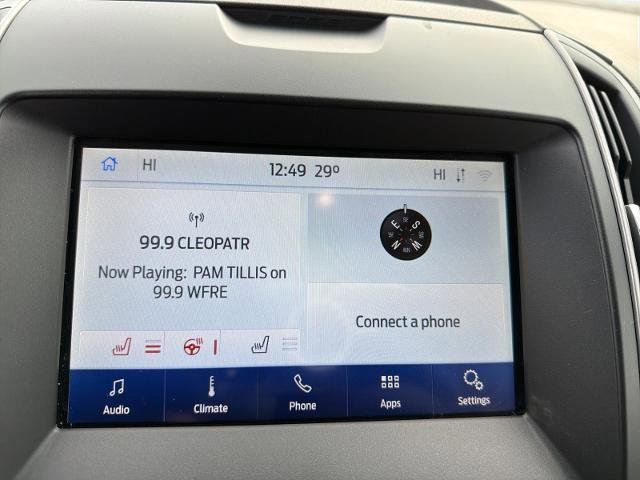 HI 12:49 29° HI
99.9 CLEOPATR
Now Playing: PAM TILLIS on
99.9 WFRE
E S
N W
Connect a phone
Audio Climate Phone Apps Settings